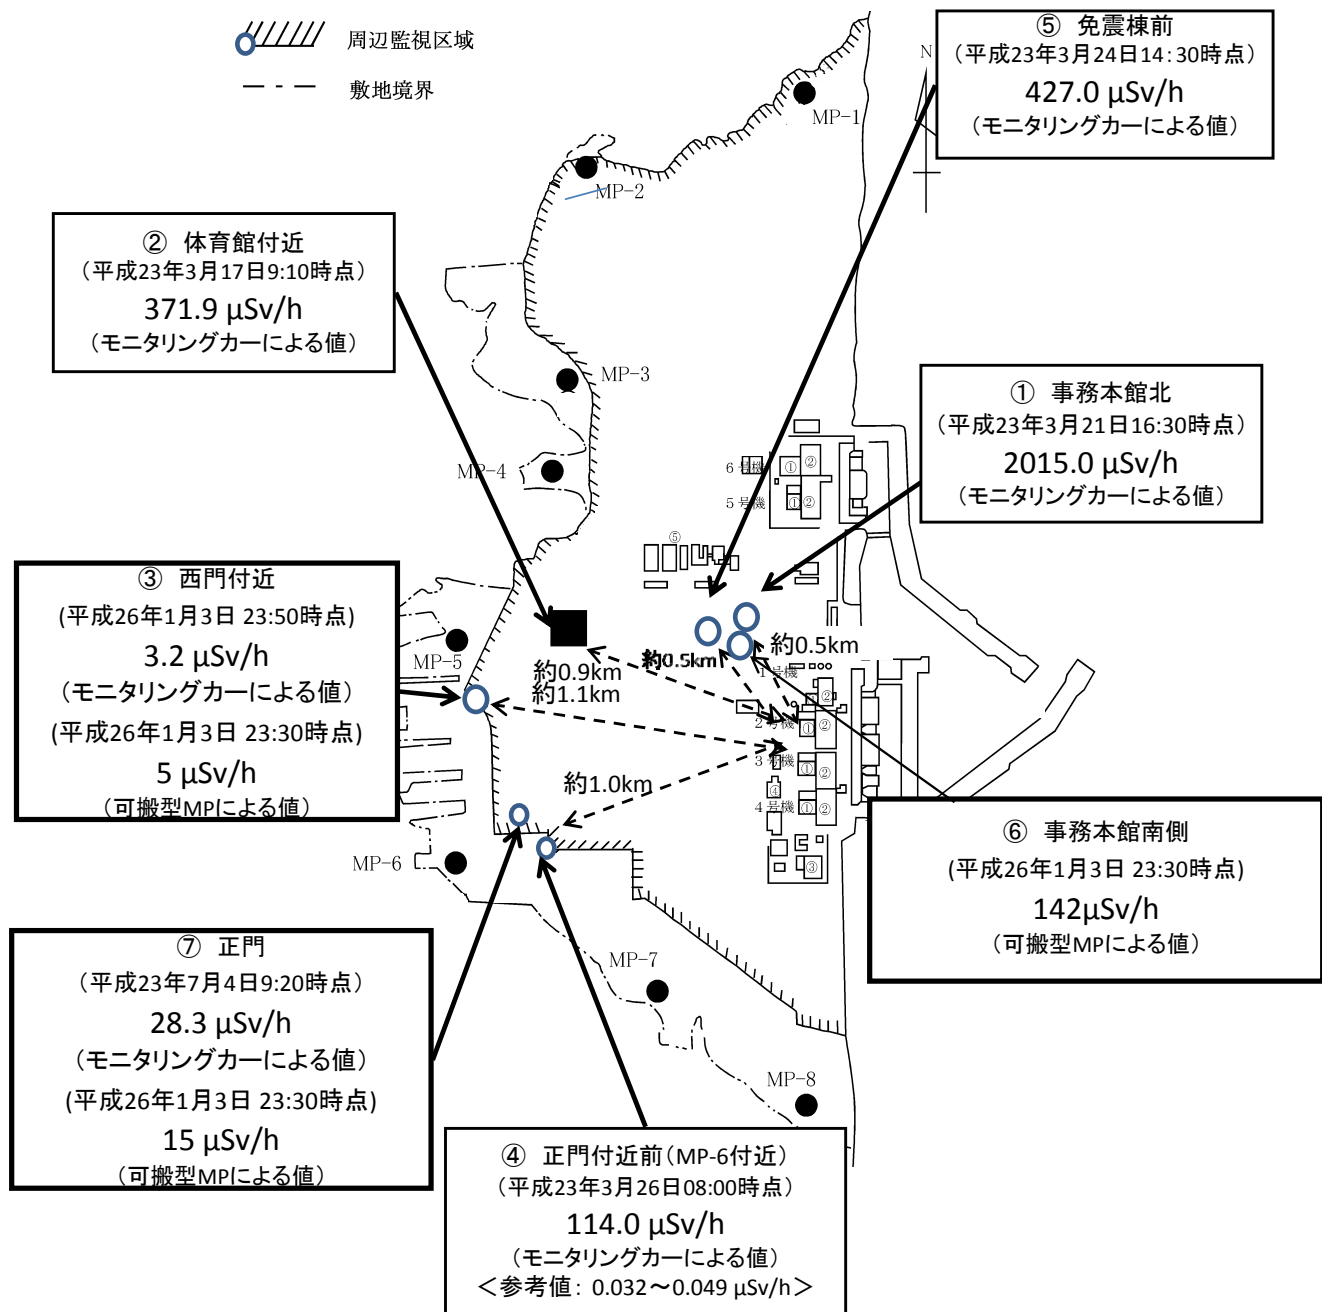 周辺監視区域
敷地境界
⑤ 免震棟前
(平成23年3月24日14:30時点)
427.0 μSv/h
(モニタリングカーによる値)
N
MP-1
MP-2
② 体育館付近
(平成23年3月17日9:10時点)
371.9 μSv/h
(モニタリングカーによる値)
MP-3
① 事務本館北
(平成23年3月21日16:30時点)
2015.0 μSv/h
(モニタリングカーによる値)
MP-4
6号機
①
②
5号機
①
②
⑤
③ 西門付近
(平成26年1月3日 23:50時点)
3.2 μSv/h
(モニタリングカーによる値)
(平成26年1月3日 23:30時点)
5 μSv/h
(可搬型MPによる値)
MP-5
約0.9km
約1.1km
約0.5km
約0.5km
1号機
②
2号機
①
②
3号機
①
②
④
4号機
①
②
③
約1.0km
MP-6
⑥ 事務本館南側
(平成26年1月3日 23:30時点)
142μSv/h
(可搬型MPによる値)
⑦ 正門
(平成23年7月4日9:20時点)
28.3 μSv/h
(モニタリングカーによる値)
(平成26年1月3日 23:30時点)
15 μSv/h
(可搬型MPによる値)
MP-7
MP-8
④ 正門付近前(MP-6付近)
(平成23年3月26日08:00時点)
114.0 μSv/h
(モニタリングカーによる値)
<参考値: 0.032~0.049 μSv/h>